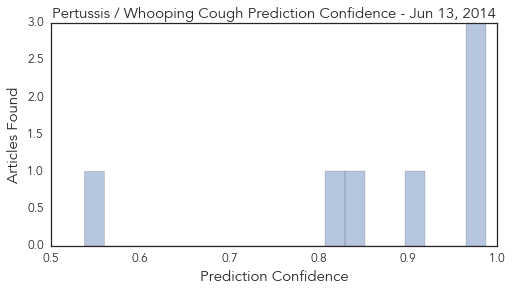 Pertussis / Whooping Cough Prediction Confidence - Jun 13, 2014
3.0
2.5
2.0
1.5
1.0
0.5
0.0
Articles Found
0.5 0.6 0.7 0.8 0.9 1.0
Prediction Confidence